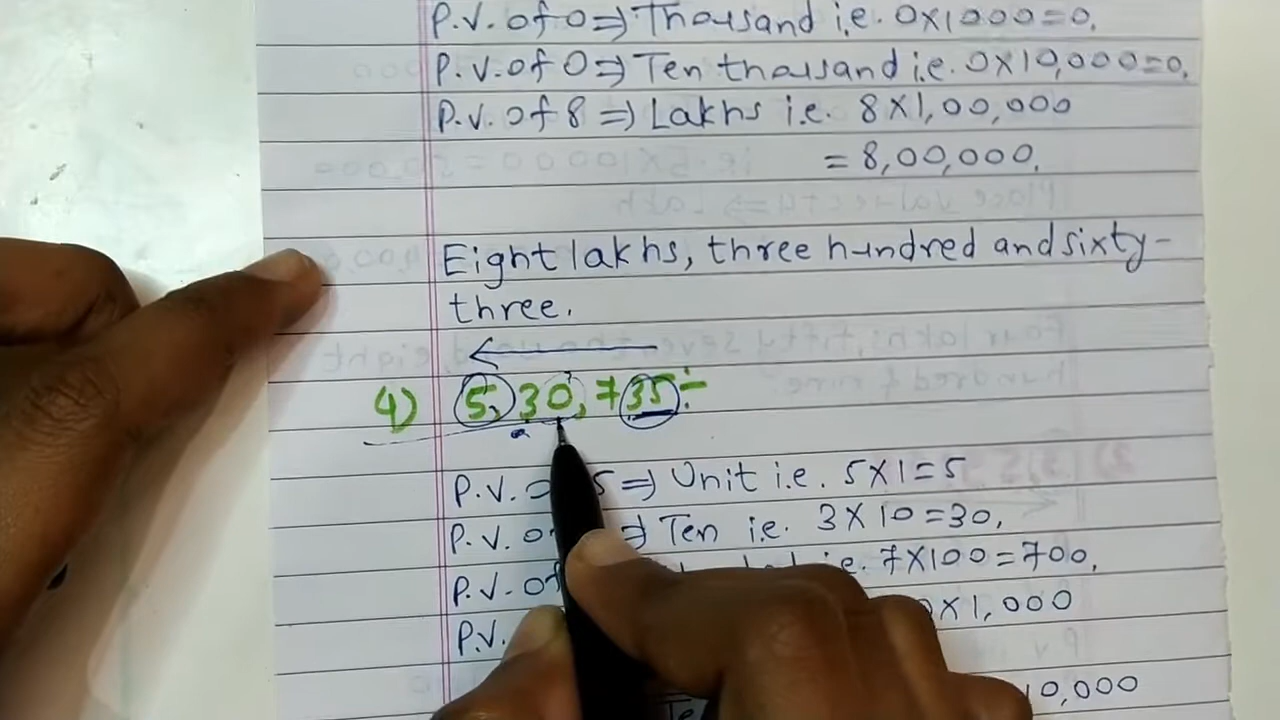 P.V. of 0 ⇒ Thousand i.e. 0×1000=0.
P.V. of 0 ⇒ Ten thousand i.e. 0×10,000=0.
P.V. of 8 ⇒ Lakhs i.e. 8×1,00,000
= 8,00,000.
Eight lakhs, three hundred and sixty-
three.
4) 5,30,735÷
P.V. 5 ⇒ Unit i.e. 5×1=5
P.V. ⇒ Ten i.e. 3×10=30,
P.V. of 7×100=700,
P.V. ×1,000
10,000
Te